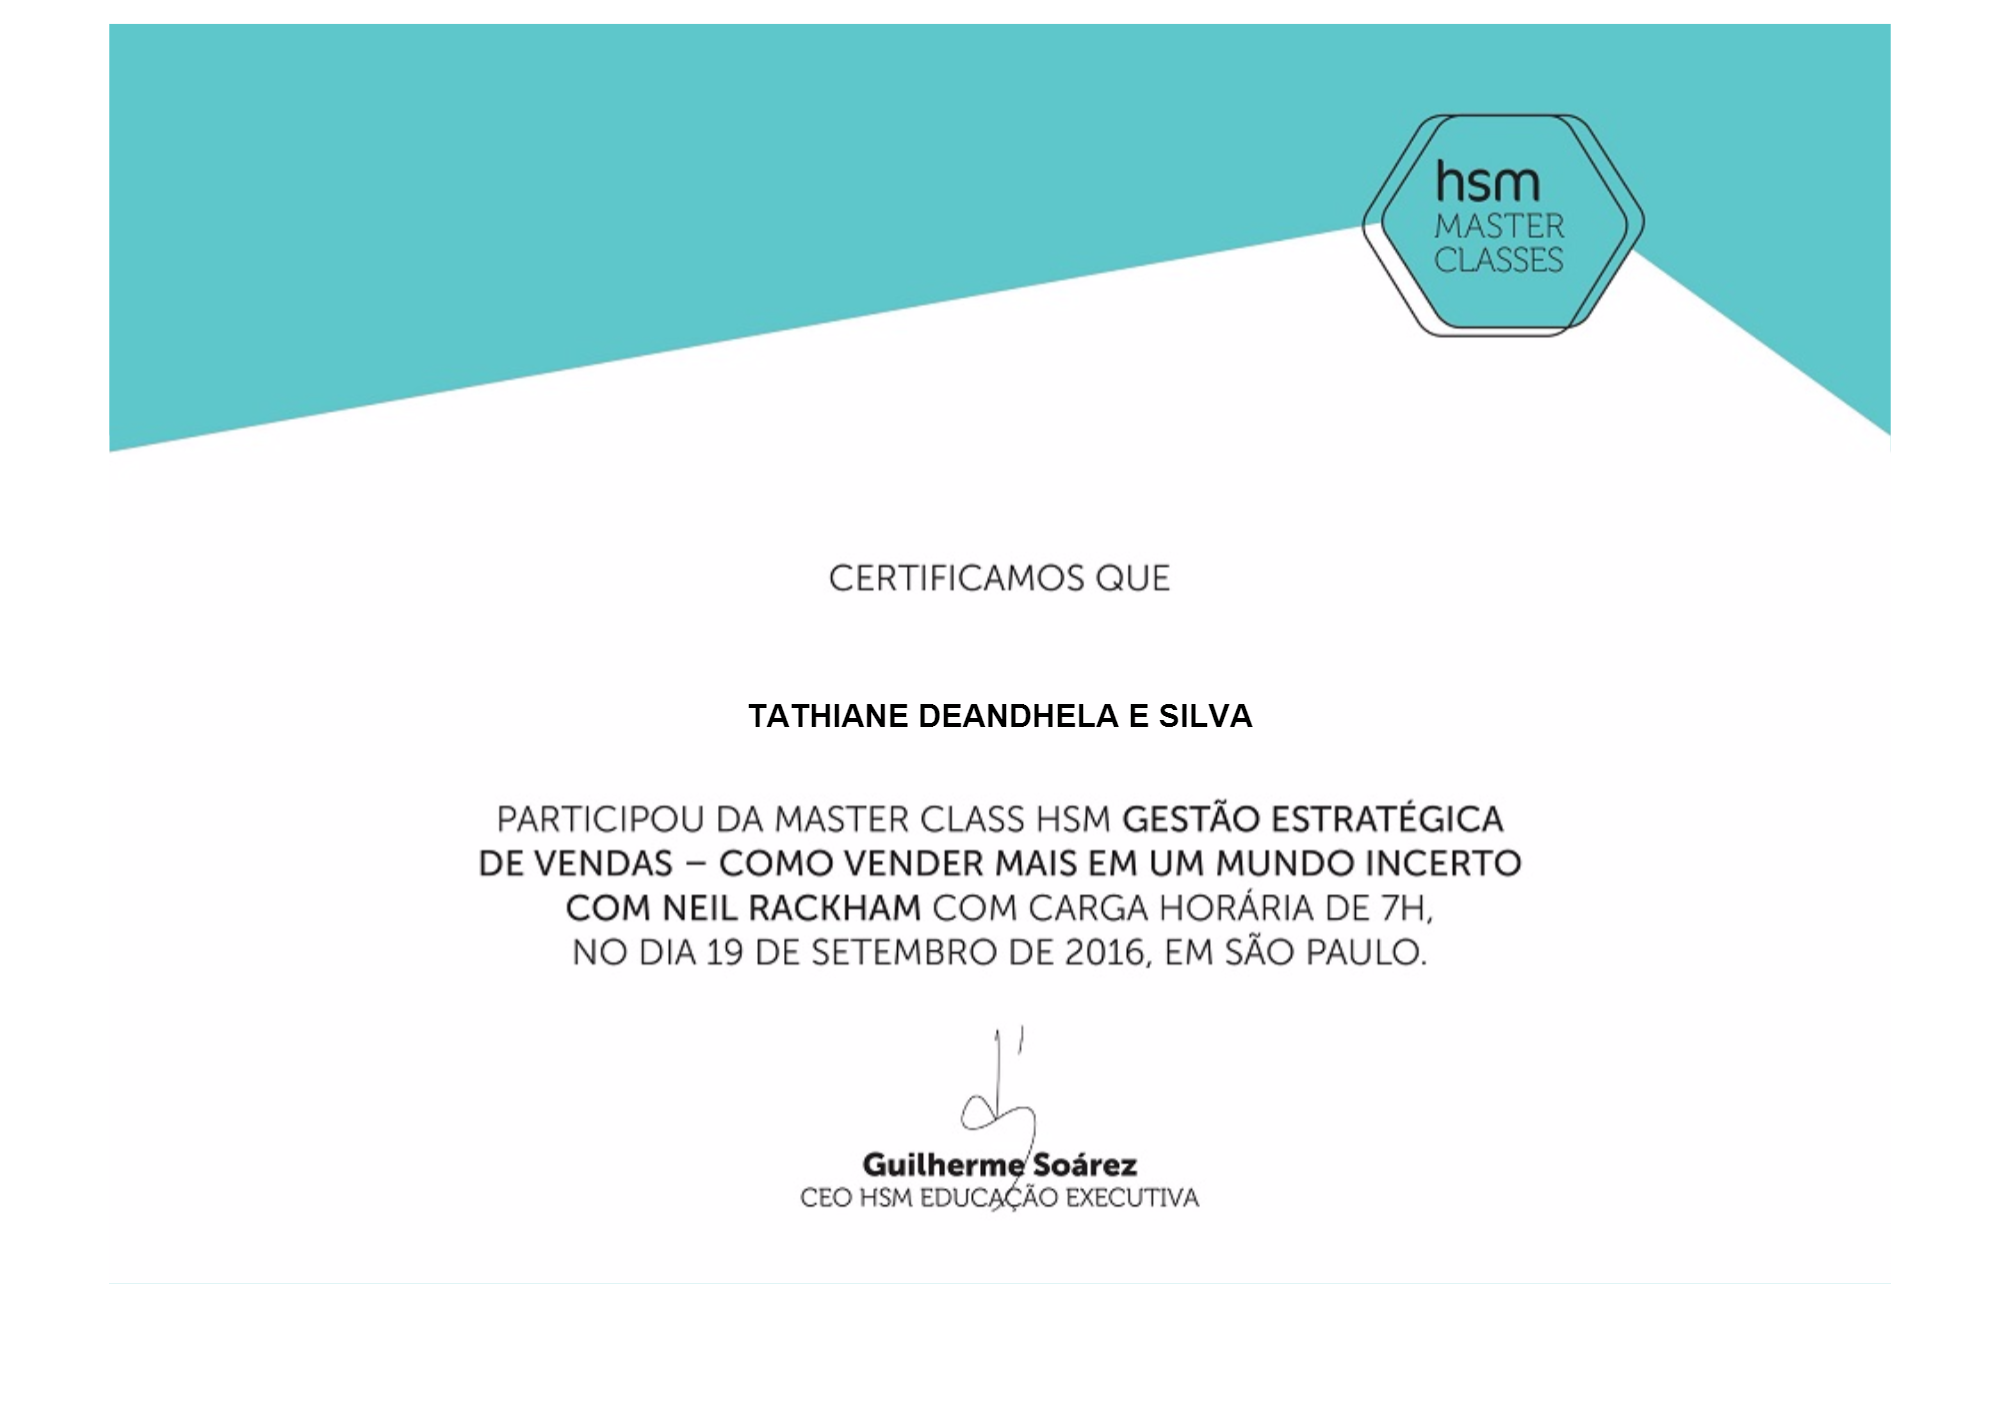 hsm
MASTER
CLASSES
CERTIFICAMOS QUE
TATHIANE DEANDHELA E SILVA
PARTICIPOU DA MASTER CLASS HSM GESTÃO ESTRATÉGICA
DE VENDAS – COMO VENDER MAIS EM UM MUNDO INCERTO
COM NEIL RACKHAM COM CARGA HORÁRIA DE 7H,
NO DIA 19 DE SETEMBRO DE 2016, EM SÃO PAULO.
Guilherme Soárez
CEO HSM EDUCAÇÃO EXECUTIVA